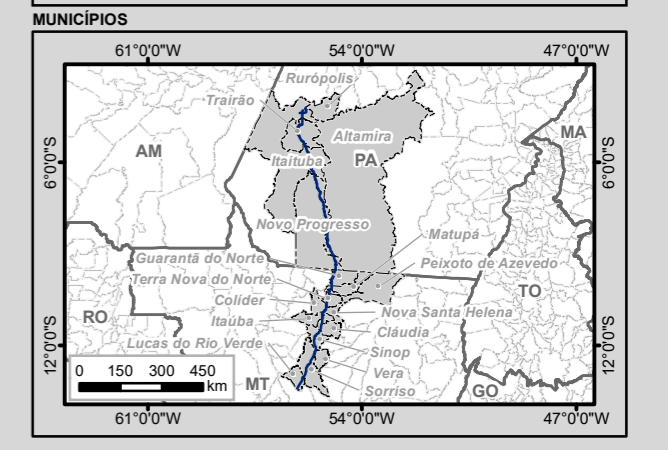 MUNICÍPIOS
61°0'0"W 54°0'0"W 47°0'0"W
Rurópolis
Trairão
Altamira
MA
AM
PA
Itaituba
6°0'0"S 6°0'0"S
Novo Progresso
Matupá
Guarantã do Norte
Peixoto de Azevedo
Terra Nova do Norte
TO
Colíder
Nova Santa Helena
RO
Itaúba
Cláudia
Lucas do Rio Verde
Sinop
12°0'0"S 12°0'0"S
Vera
0 150 300 450
km
MT
Sorriso
GO
61°0'0"W 54°0'0"W 47°0'0"W